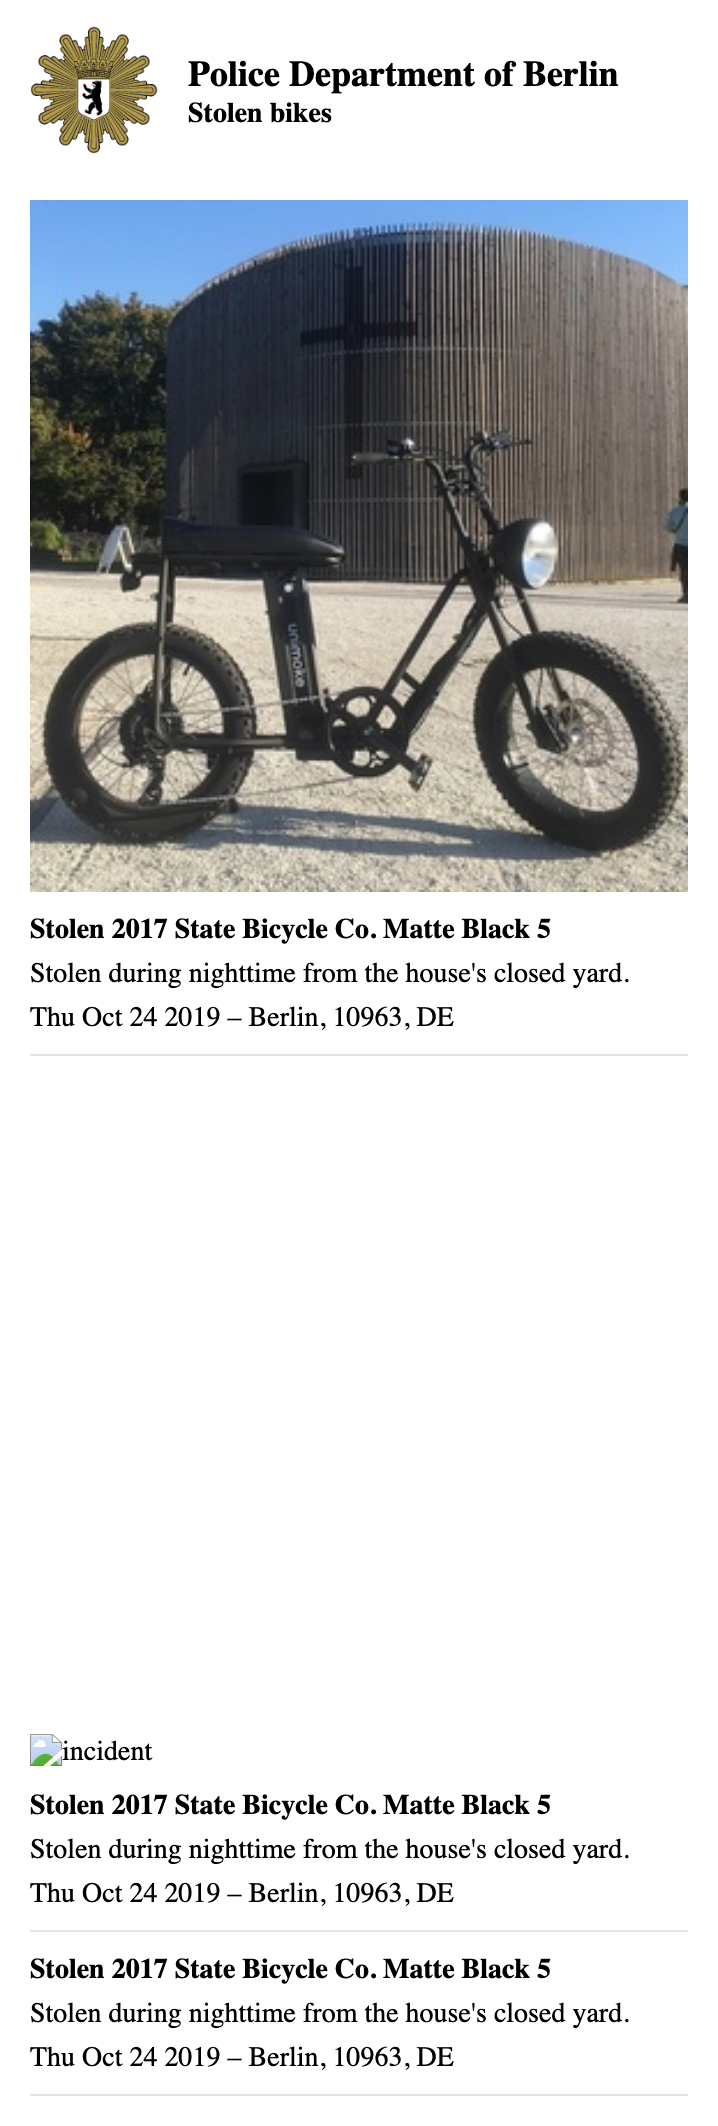 Police Department of Berlin
Stolen bikes
unimoke
Stolen 2017 State Bicycle Co. Matte Black 5
Stolen during nighttime from the house's closed yard.
Thu Oct 24 2019 – Berlin, 10963, DE
incident
Stolen 2017 State Bicycle Co. Matte Black 5
Stolen during nighttime from the house's closed yard.
Thu Oct 24 2019 – Berlin, 10963, DE
Stolen 2017 State Bicycle Co. Matte Black 5
Stolen during nighttime from the house's closed yard.
Thu Oct 24 2019 – Berlin, 10963, DE